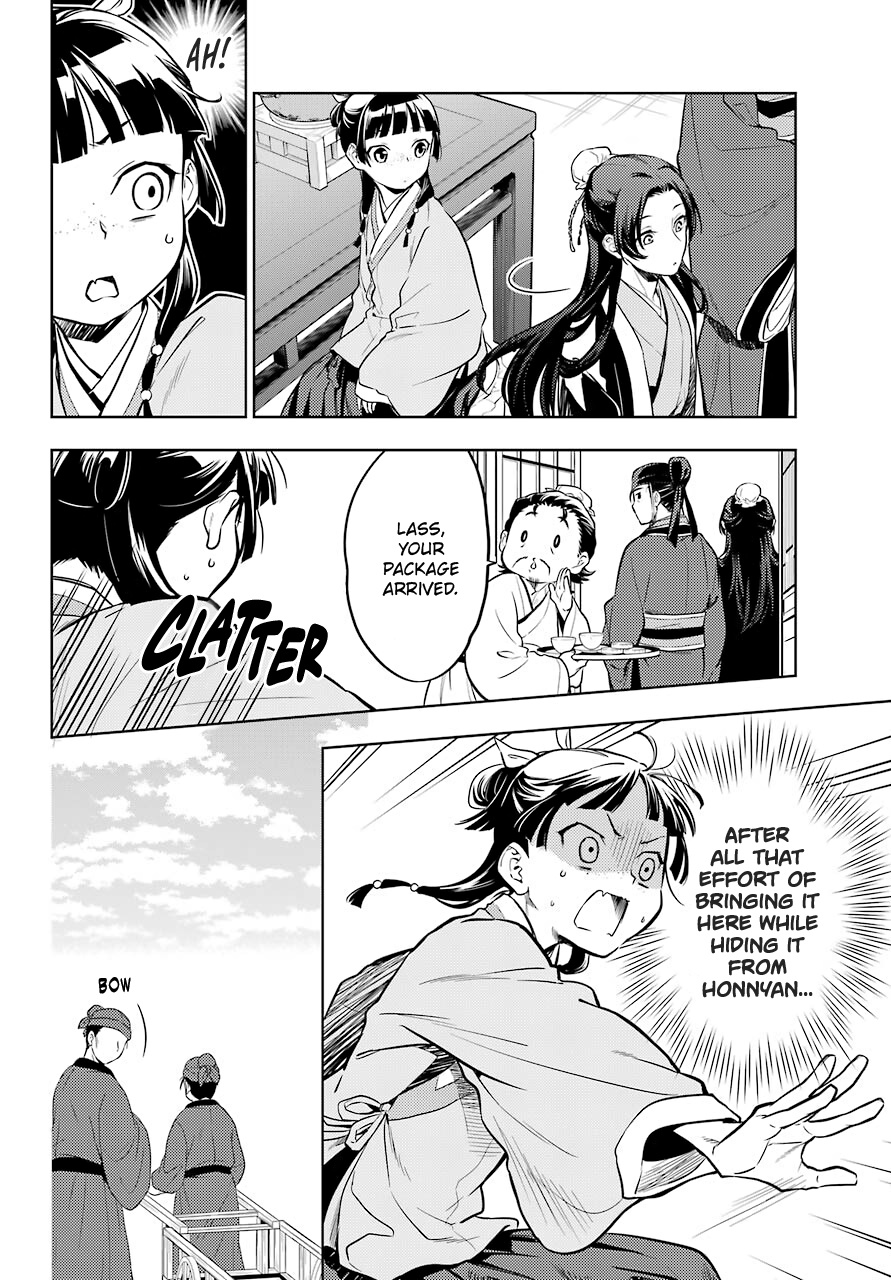 AH!
LASS,
YOUR
PACKAGE
ARRIVED.
CLATTER
AFTER
ALL THAT
EFFORT OF
BRINGING IT
HERE WHILE
HIDING IT
FROM
HONNYAN...
BOW